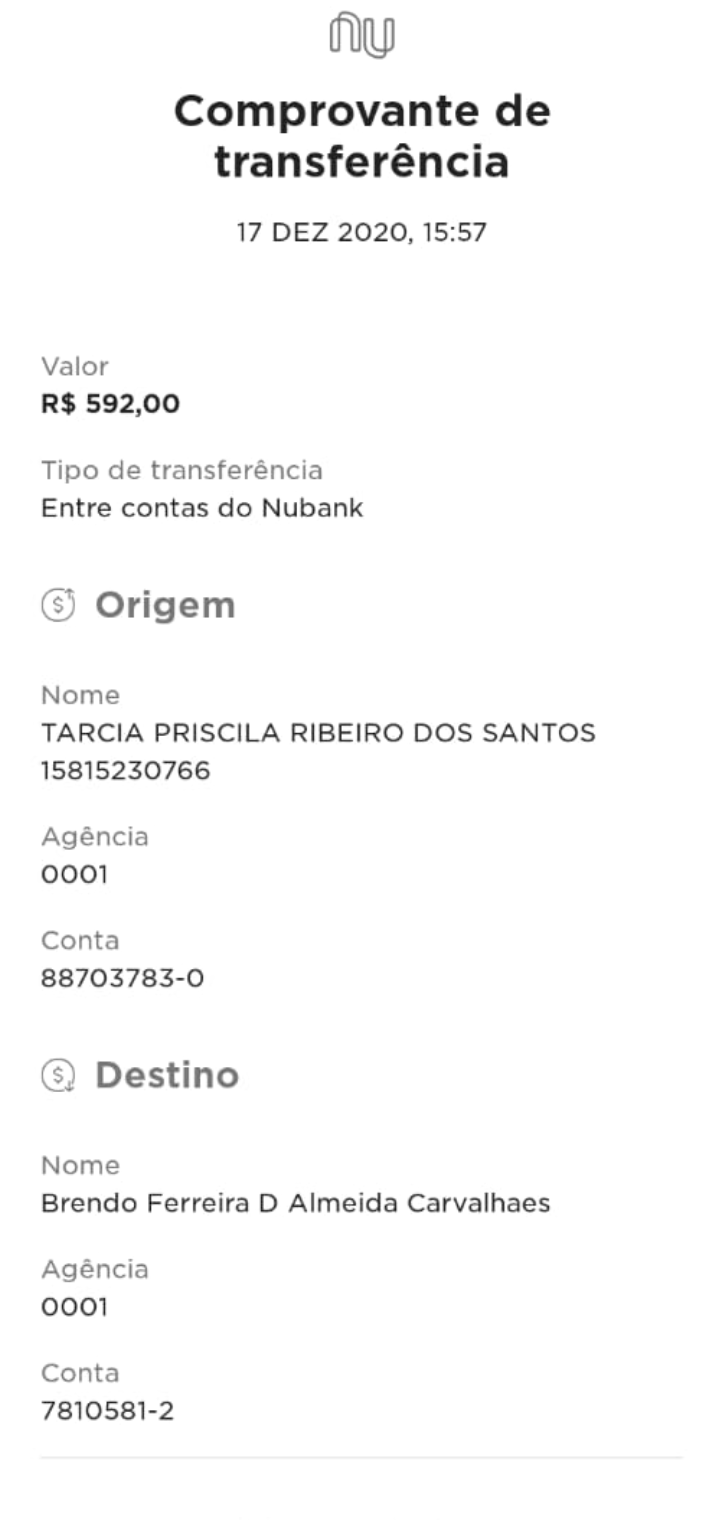 nu
Comprovante de
transferência
17 DEZ 2020, 15:57
Valor
R$ 592,00
Tipo de transferência
Entre contas do Nubank
Origem
Nome
TARCIA PRISCILA RIBEIRO DOS SANTOS
15815230766
Agência
0001
Conta
88703783-0
Destino
Nome
Brendo Ferreira D Almeida Carvalhaes
Agência
0001
Conta
7810581-2